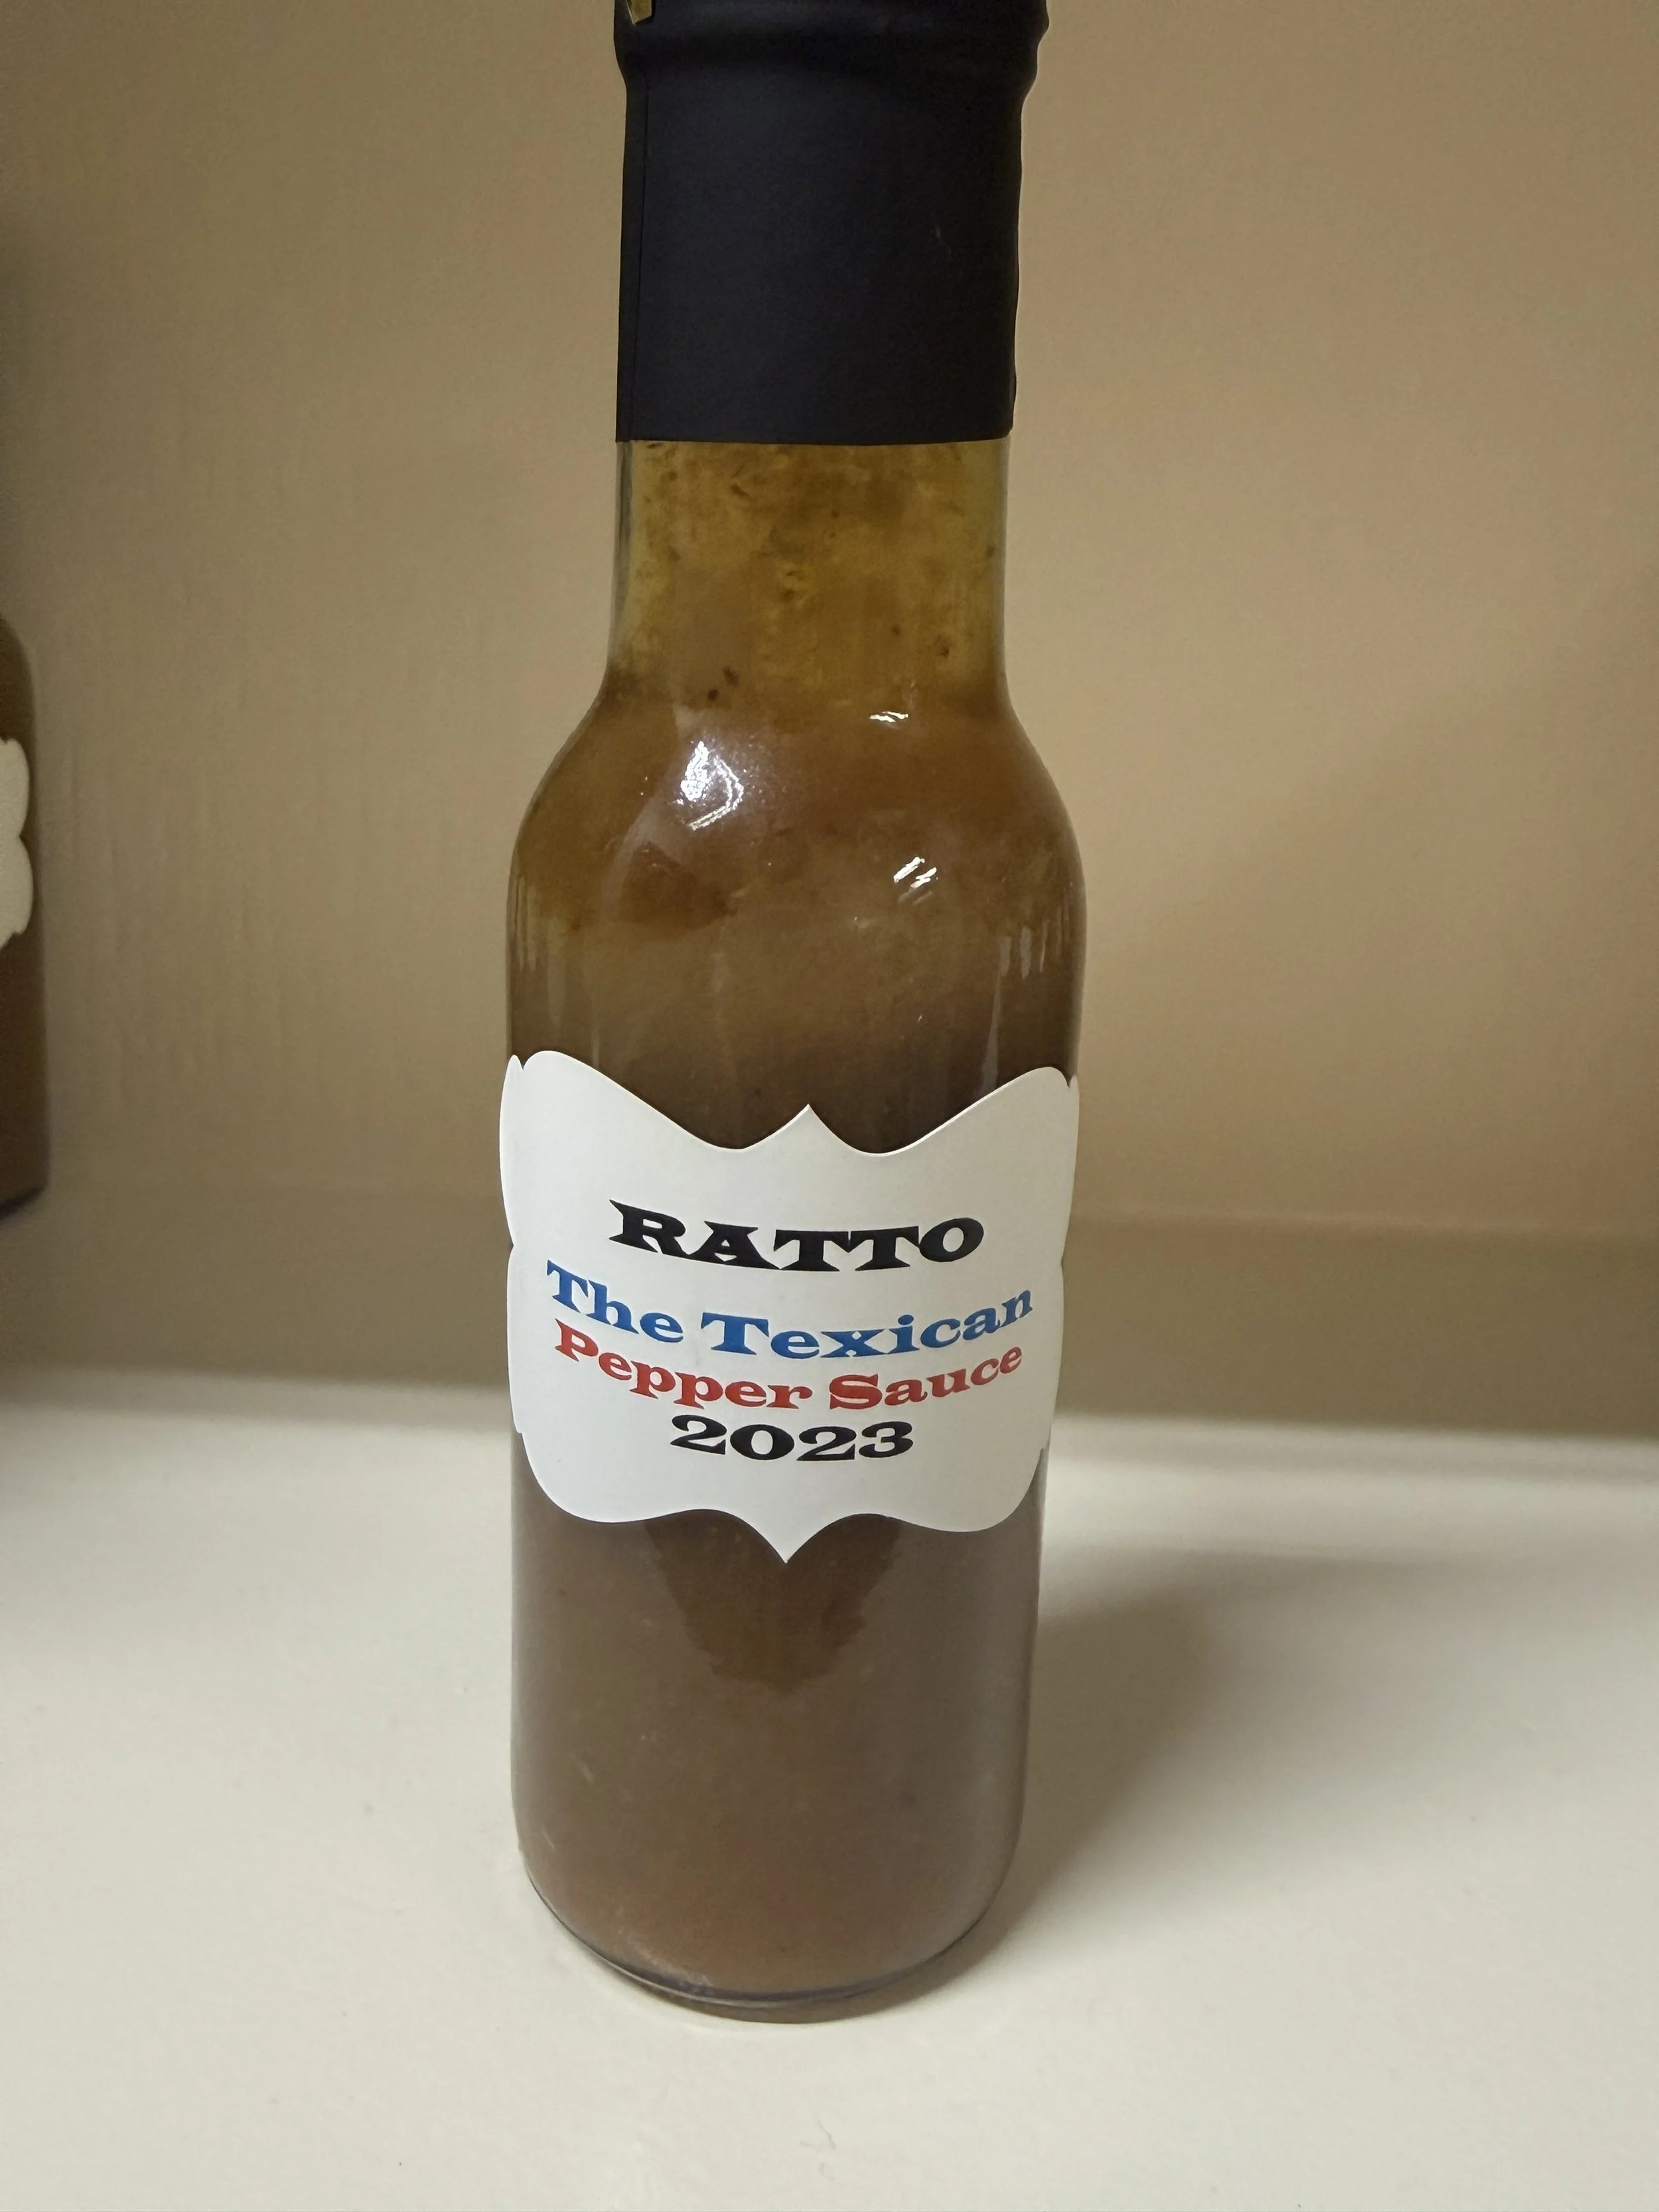 RATTO
The Texican
Pepper Sauce
2023